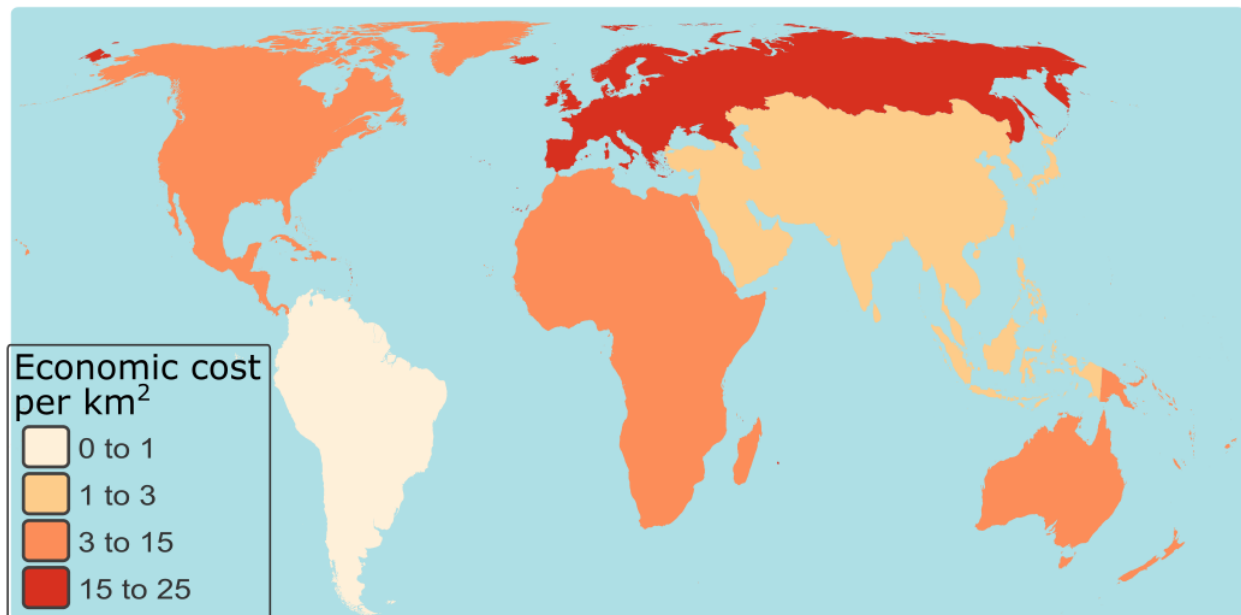 Economic cost
per km²
0 to 1
1 to 3
3 to 15
15 to 25